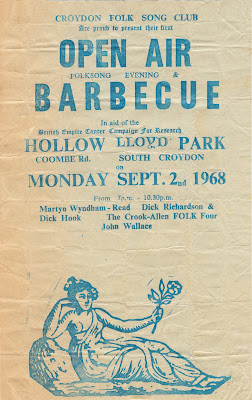 CROYDON FOLK SONG CLUB
Are proud to present their first
OPEN AIR
FOLKSONG EVENING &
BARBECUE
In aid of the
British Empire Cancer Campaign For Research
HOLLOW LLOYD PARK
COOMBE Rd. SOUTH CROYDON
on
MONDAY SEPT. 2nd 1968
From 7p.m. - 10.30p.m.
Martyn Wyndham - Read Dick Richardson &
Dick Hook The Crook-Allen FOLK Four
John Wallace